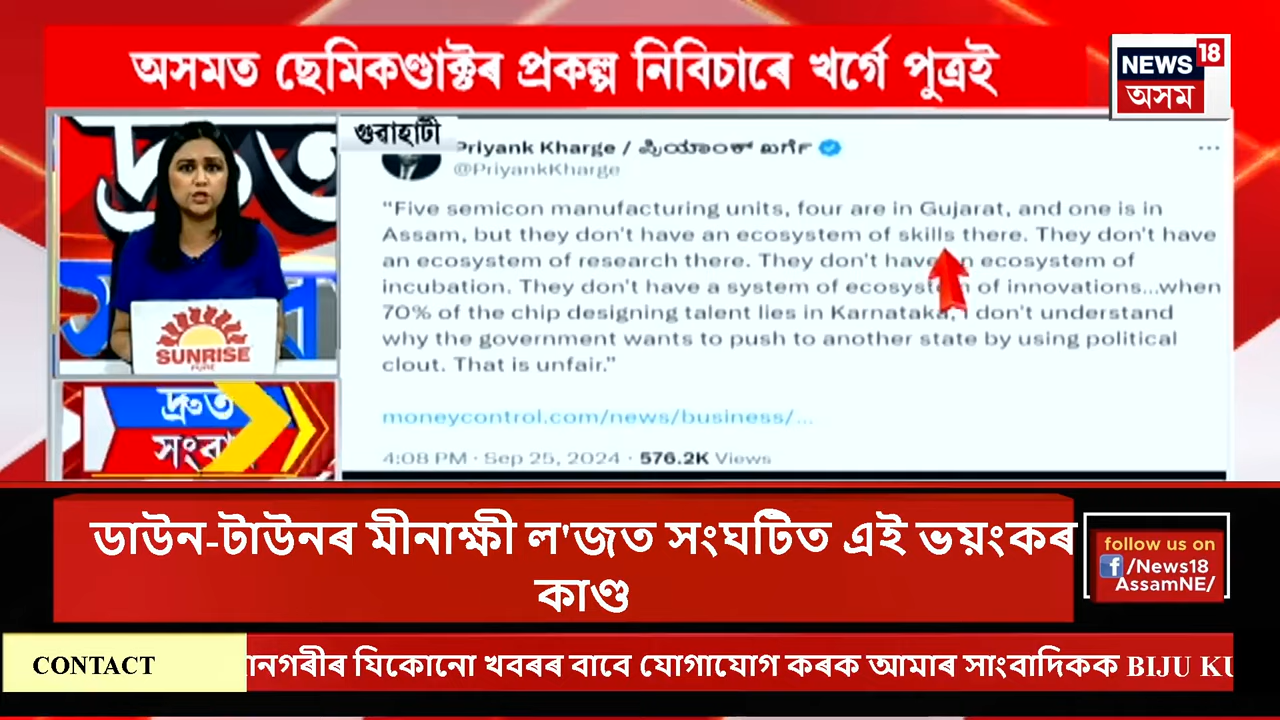 অসমত ছেমিকণ্ডাক্টৰ প্ৰকল্প নিবিচাৰে খৰ্গে পুত্ৰই
NEWS 18
অসম
গুৱাহাটী
Priyank Kharge / ಪ್ರಿಯಾಂಕ್ ಖರ್ಗೆ
@PriyankKharge
"Five semicon manufacturing units, four are in Gujarat, and one is in
Assam, but they don't have an ecosystem of skills there. They don't have
an ecosystem of research there. They don't have an ecosystem of
incubation. They don't have a system of ecosystem of innovations...when
70% of the chip designing talent lies in Karnataka, I don't understand
why the government wants to push to another state by using political
clout. That is unfair."
moneycontrol.com/news/business/...
4:08 PM · Sep 25, 2024 · 576.2K Views
দ্ৰুত
SUNRISE
PURE
দ্ৰুত
ডাউন-টাউনৰ মীনাক্ষী ল'জত সংঘটিত এই ভয়ংকৰ
কাণ্ড
follow us on
/News18
AssamNE/
CONTACT
যিকোনো খবৰৰ বাবে যোগাযোগ কৰক আমাৰ সাংবাদিকক BIJU